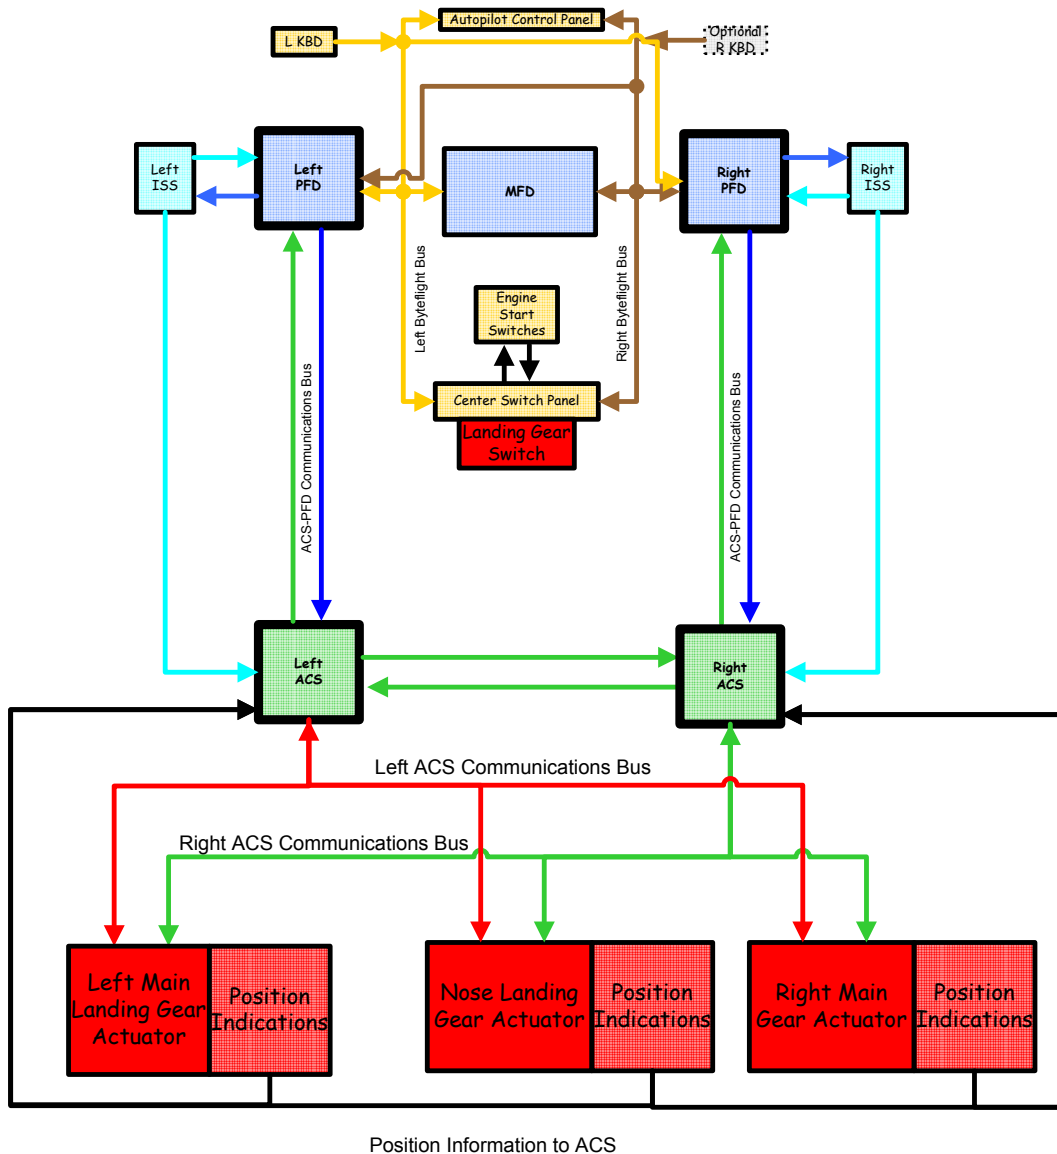 Autopilot Control Panel
L KBD
Optional
R KBD
Left
ISS
Left
PFD
MFD
Right
PFD
Right
ISS
Left Byteflight Bus
Right Byteflight Bus
Engine
Start
Switches
Center Switch Panel
Landing Gear
Switch
ACS-PFD Communications Bus
ACS-PFD Communications Bus
Left
ACS
Right
ACS
Left ACS Communications Bus
Right ACS Communications Bus
Left Main
Landing Gear
Actuator
Position
Indications
Nose Landing
Gear Actuator
Position
Indications
Right Main
Gear Actuator
Position
Indications
Position Information to ACS